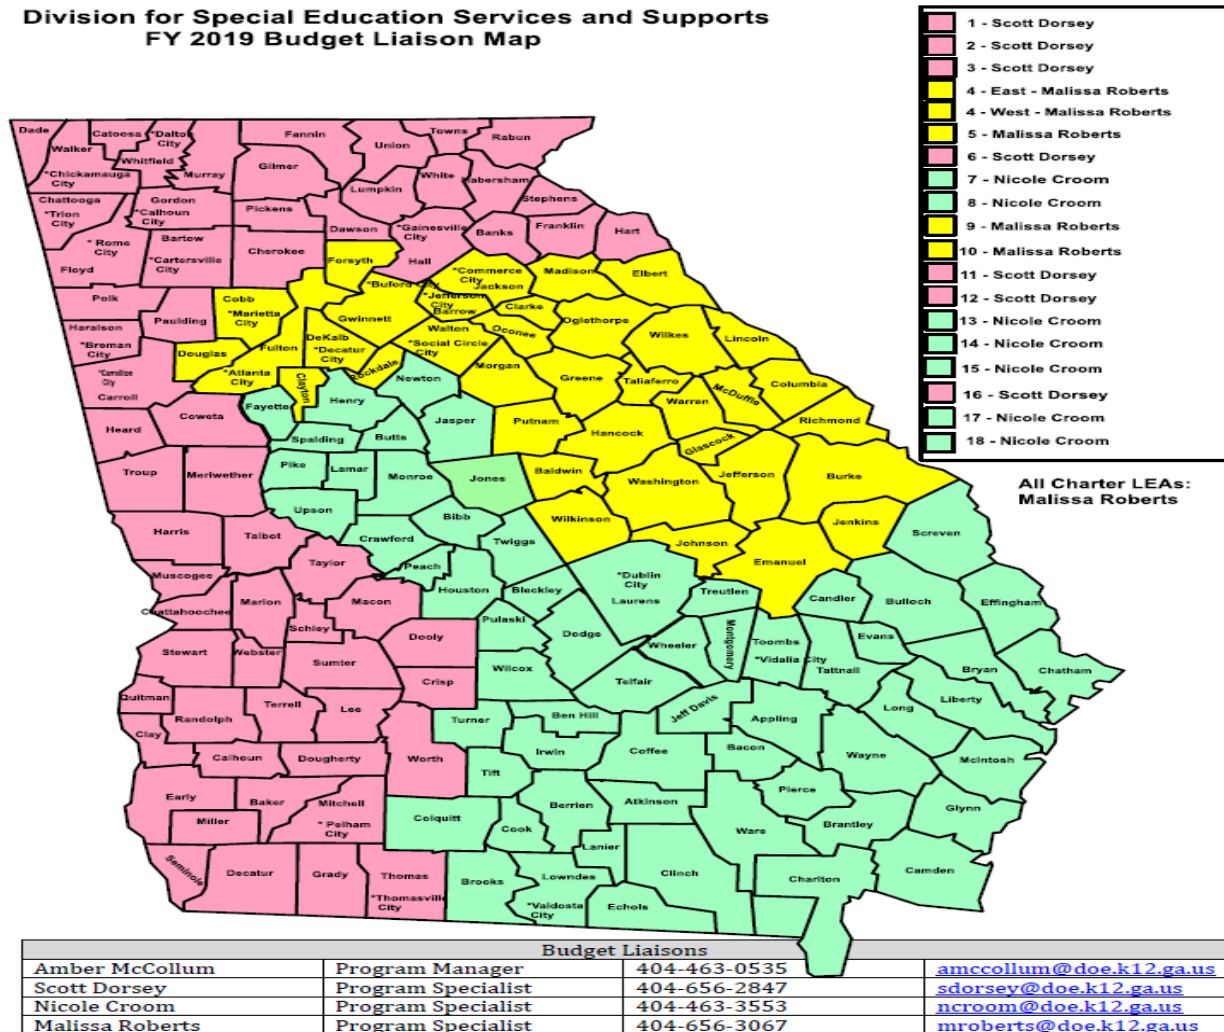 Division for Special Education Services and Supports
FY 2019 Budget Liaison Map
1 - Scott Dorsey
2 - Scott Dorsey
3 - Scott Dorsey
4 - East - Malissa Roberts
4 - West - Malissa Roberts
5 - Malissa Roberts
6 - Scott Dorsey
7 - Nicole Croom
8 - Nicole Croom
9 - Malissa Roberts
10 - Malissa Roberts
11 - Scott Dorsey
12 - Scott Dorsey
13 - Nicole Croom
14 - Nicole Croom
15 - Nicole Croom
16 - Scott Dorsey
17 - Nicole Croom
18 - Nicole Croom
All Charter LEAs:
Malissa Roberts
Dade
Walker
Catoosa
*Dalton
City
Whitfield
Murray
Fannin
Gilmer
Union
Towns
Rabun
White
Habersham
Lumpkin
Stephens
*Chickamauga
City
Chattooga
*Trion
City
Gordon
*Calhoun
City
Pickens
Dawson
*Gainesville
City
Hall
Banks
Franklin
Hart
* Rome
City
Floyd
Bartow
*Cartersville
City
Cherokee
Forsyth
*Buford City
*Commerce
City
Jackson
Madison
Elbert
Polk
Paulding
Cobb
*Marietta
City
Gwinnett
*Jefferson
City
Barrow
Clarke
Oconee
Oglethorpe
Wilkes
Lincoln
Haralson
*Breman
City
Douglas
Fulton
DeKalb
*Decatur
City
Walton
*Social Circle
City
Rockdale
Morgan
Greene
Taliaferro
McDuffie
Columbia
*Carrollton
City
Carroll
*Atlanta
City
Clayton
Newton
Warren
Richmond
Heard
Coweta
Fayette
Henry
Jasper
Putnam
Hancock
Glascock
Spalding
Butts
Troup
Meriwether
Pike
Lamar
Monroe
Jones
Baldwin
Washington
Jefferson
Burke
Upson
Bibb
Wilkinson
Jenkins
Screven
Harris
Talbot
Crawford
Twiggs
Johnson
Emanuel
Taylor
Peach
Muscogee
Chattahoochee
Marion
Macon
Houston
Bleckley
*Dublin
City
Laurens
Treutlen
Candler
Bulloch
Effingham
Schley
Dooly
Pulaski
Dodge
Wheeler
Montgomery
Toombs
*Vidalia City
Evans
Tattnall
Bryan
Chatham
Stewart
Webster
Sumter
Crisp
Wilcox
Telfair
Quitman
Randolph
Terrell
Lee
Turner
Ben Hill
Jeff Davis
Appling
Long
Liberty
Clay
Calhoun
Dougherty
Worth
Irwin
Coffee
Bacon
Wayne
McIntosh
Tift
Early
Baker
Mitchell
* Pelham
City
Miller
Colquitt
Cook
Berrien
Atkinson
Pierce
Ware
Brantley
Glynn
Lanier
Seminole
Decatur
Grady
Thomas
*Thomasville
City
Brooks
Lowndes
*Valdosta
City
Echols
Clinch
Charlton
Camden
Budget Liaisons
Amber McCollum Program Manager 404-463-0535 amccollum@doe.k12.ga.us
Scott Dorsey Program Specialist 404-656-2847 sdorsey@doe.k12.ga.us
Nicole Croom Program Specialist 404-463-3553 ncroom@doe.k12.ga.us
Malissa Roberts Program Specialist 404-656-3067 mroberts@doe.k12.ga.us